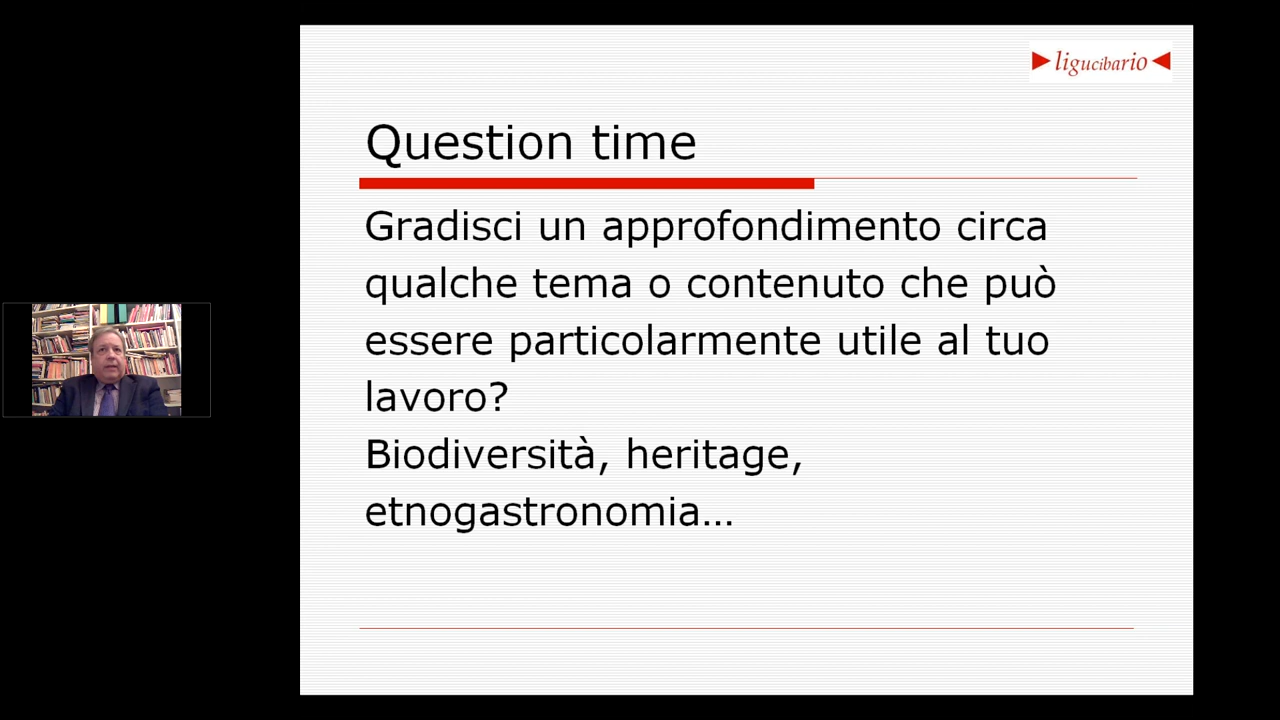 ligucibario
Question time
Gradisci un approfondimento circa
qualche tema o contenuto che può
essere particolarmente utile al tuo
lavoro?
Biodiversità, heritage,
etnogastronomia…